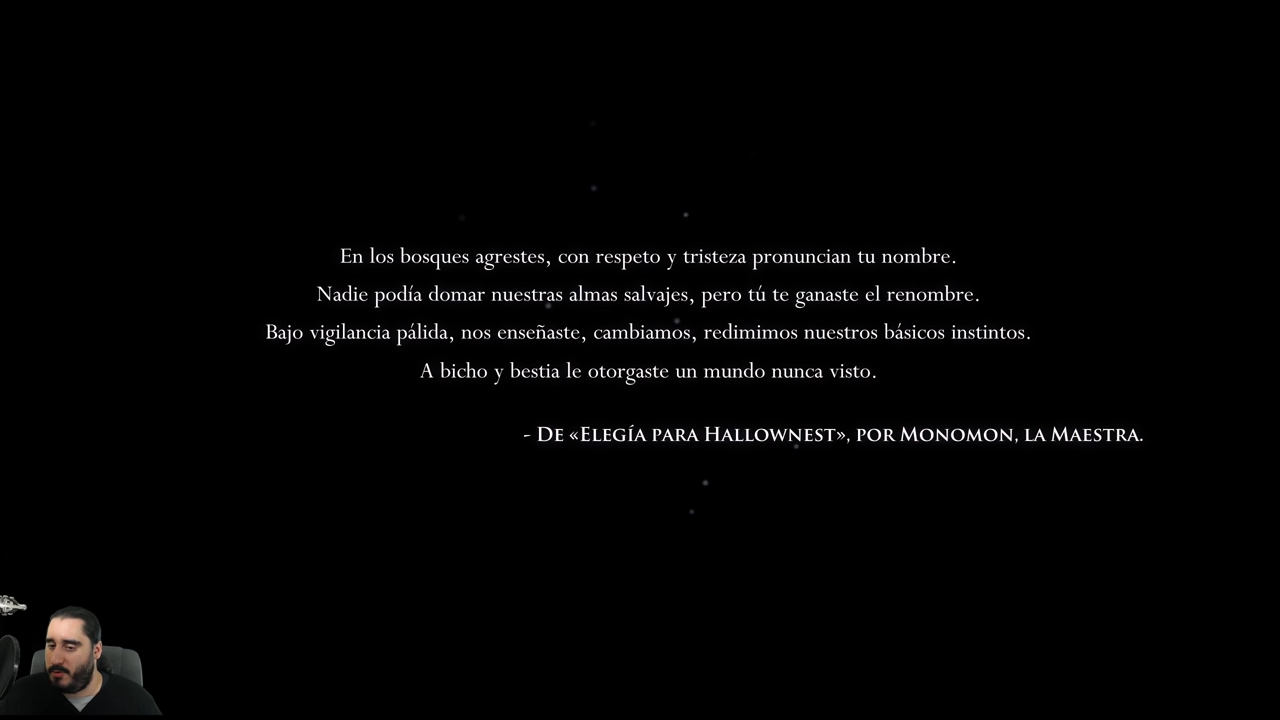 En los bosques agrestes, con respeto y tristeza pronuncian tu nombre.
Nadie podía domar nuestras almas salvajes, pero tú te ganaste el renombre.
Bajo vigilancia pálida, nos enseñaste, cambiamos, redimimos nuestros básicos instintos.
A bicho y bestia le otorgaste un mundo nunca visto.
- De «Elegía para Hallownest», por Monomon, la Maestra.